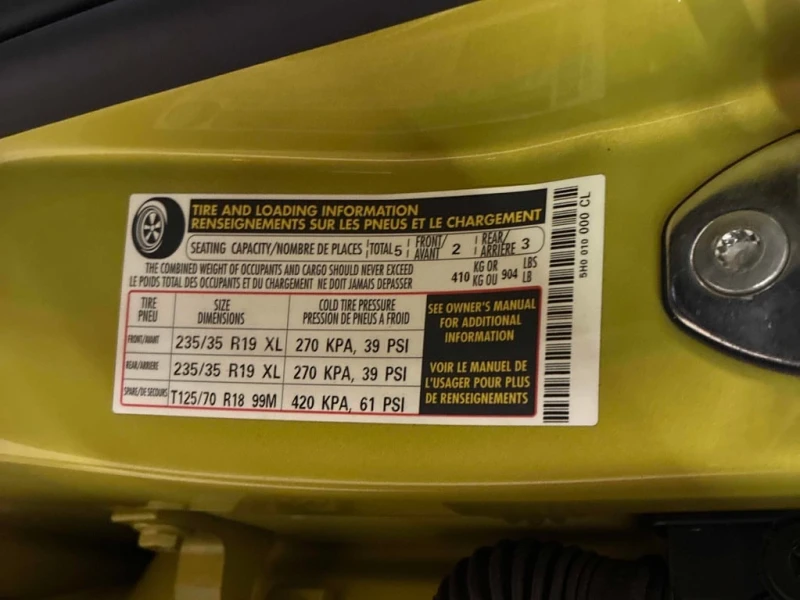 TIRE AND LOADING INFORMATION
RENSEIGNEMENTS SUR LES PNEUS ET LE CHARGEMENT
SEATING CAPACITY/NOMBRE DE PLACES TOTAL 5 FRONT/AVANT 2 REAR/ARRIÈRE 3
THE COMBINED WEIGHT OF OCCUPANTS AND CARGO SHOULD NEVER EXCEED 410 KG OR 904 LBS
LE POIDS TOTAL DES OCCUPANTS ET DU CHARGEMENT NE DOIT JAMAIS DEPASSER KG OU LB
TIRE PNEU SIZE DIMENSIONS COLD TIRE PRESSURE PRESSION DE PNEUS A FROID
FRONT/AVANT 235/35 R19 XL 270 KPA, 39 PSI
REAR/ARRIERE 235/35 R19 XL 270 KPA, 39 PSI
SPARE/DE SECOURS T125/70 R18 99M 420 KPA, 61 PSI
SEE OWNER'S MANUAL
FOR ADDITIONAL
INFORMATION
VOIR LE MANUEL DE
L'USAGER POUR PLUS
DE RENSEIGNEMENTS
5H0 010 000 CL